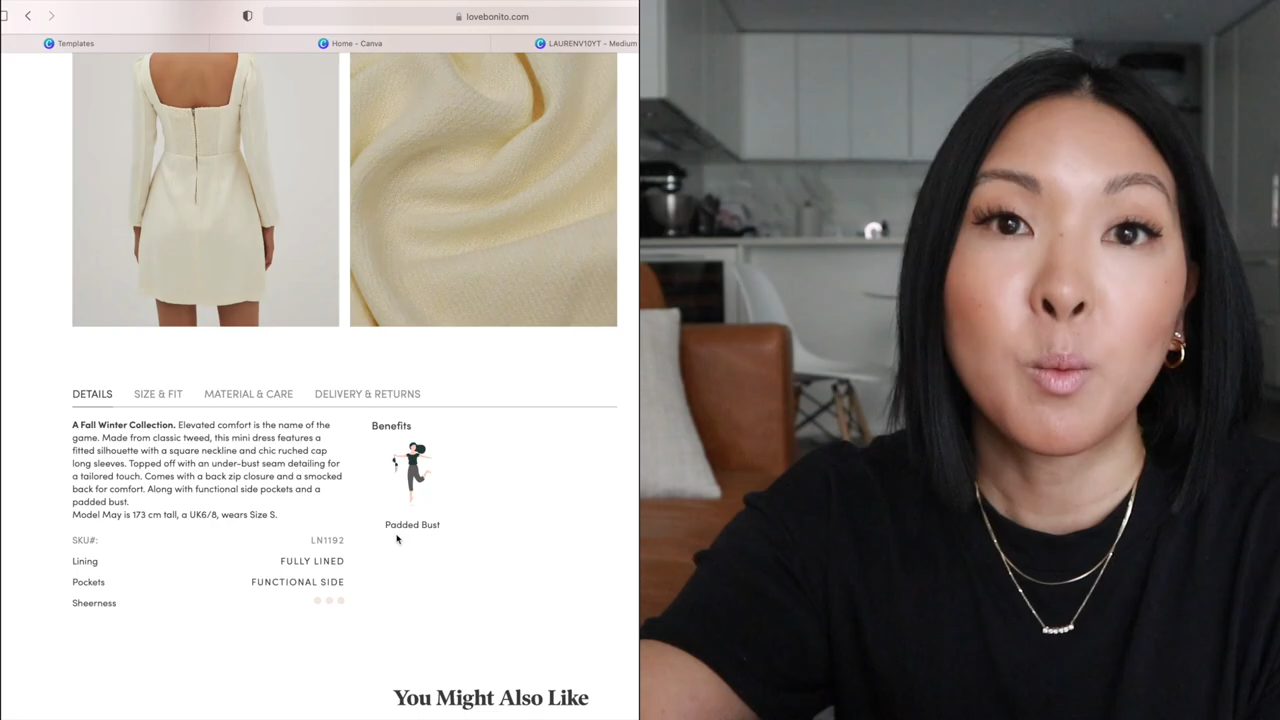 lovebonito.com
Templates
Home - Canva
LAURENV10YT - Medium
DETAILS
SIZE & FIT
MATERIAL & CARE
DELIVERY & RETURNS
A Fall Winter Collection. Elevated comfort is the name of the
game. Made from classic tweed, this mini dress features a
fitted silhouette with a square neckline and chic ruched cap
long sleeves. Topped off with an under-bust seam detailing for
a tailored touch. Comes with a back zip closure and a smocked
back for comfort. Along with functional side pockets and a
padded bust.
Model May is 173 cm tall, a UK6/8, wears Size S.
SKU#: LN1192
Lining FULLY LINED
Pockets FUNCTIONAL SIDE
Sheerness
Benefits
Padded Bust
You Might Also Like